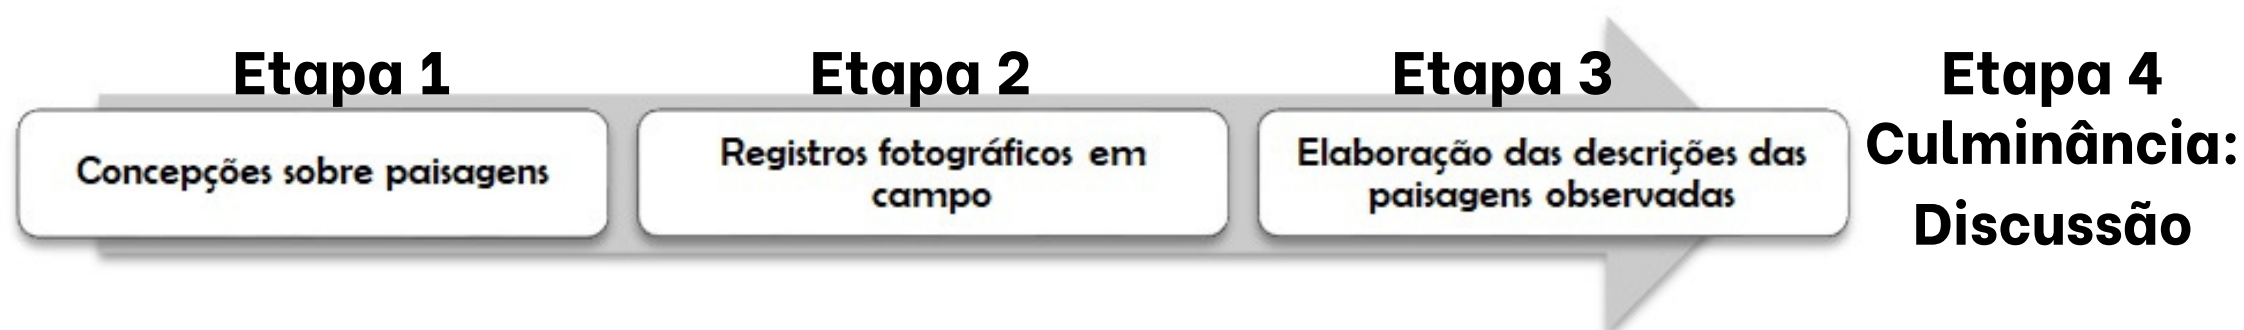 Etapa 1
Concepções sobre paisagens
Etapa 2
Registros fotográficos em
campo
Etapa 3
Elaboração das descrições das
paisagens observadas
Etapa 4
Culminância:
Discussão